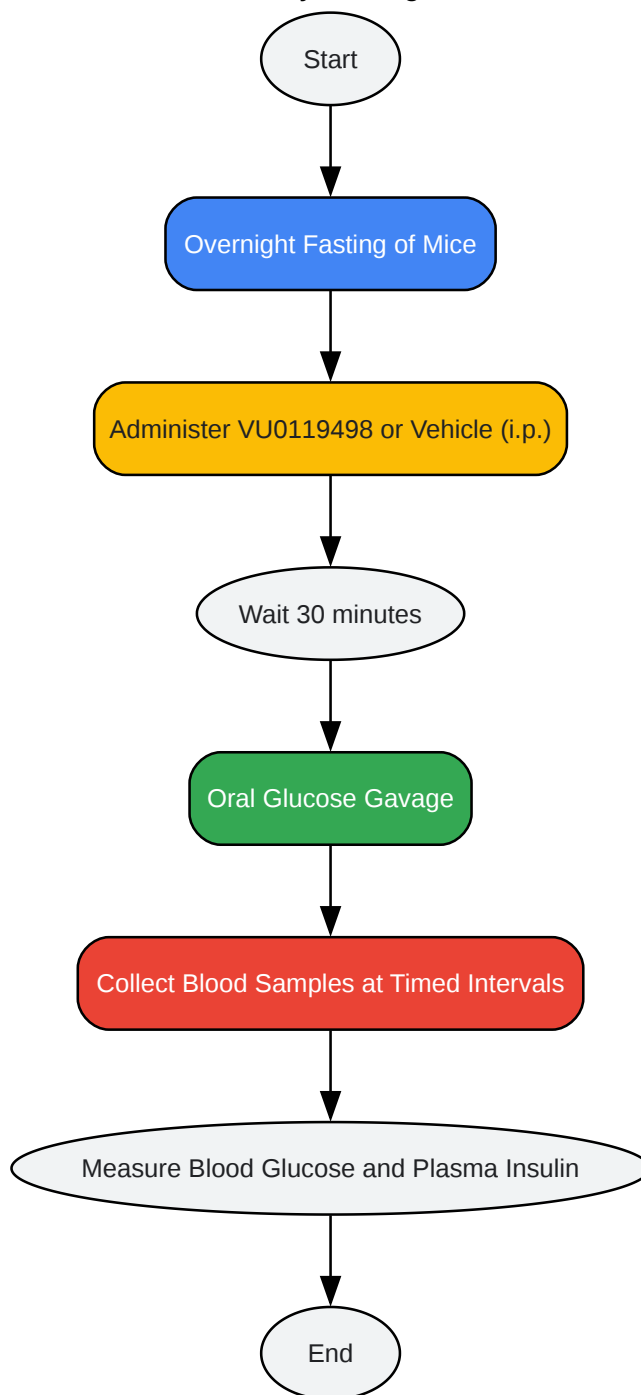 Start
Overnight Fasting of Mice
Administer VU0119498 or Vehicle (i.p.)
Wait 30 minutes
Oral Glucose Gavage
Collect Blood Samples at Timed Intervals
Measure Blood Glucose and Plasma Insulin
End